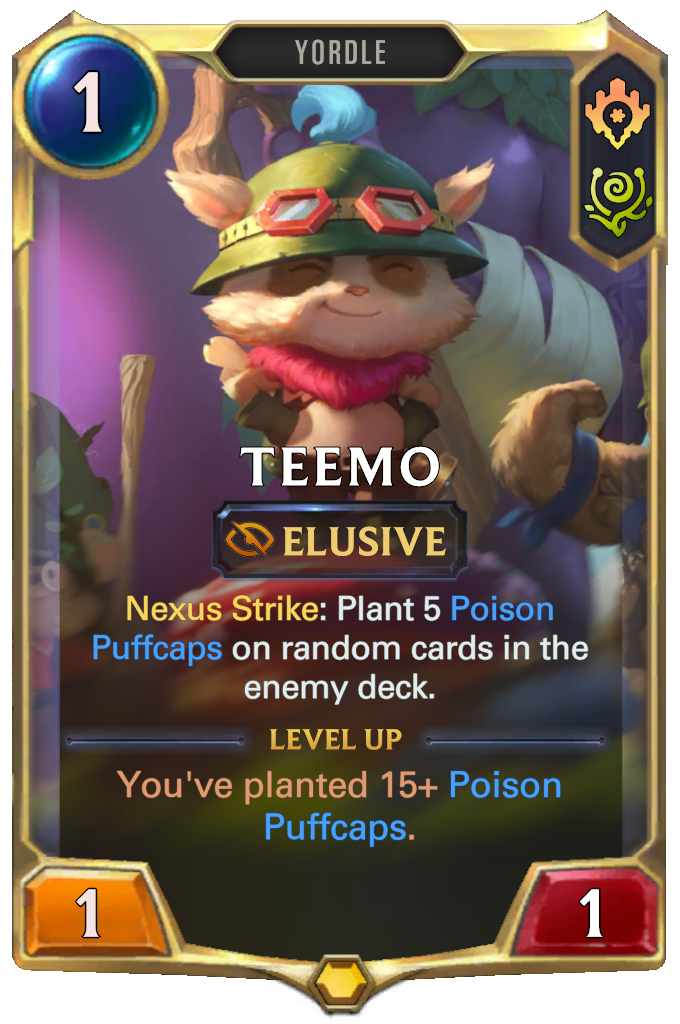 YORDLE
1
TEEMO
ELUSIVE
Nexus Strike: Plant 5 Poison
Puffcaps on random cards in the
enemy deck.
LEVEL UP
You've planted 15+ Poison
Puffcaps.
1
1